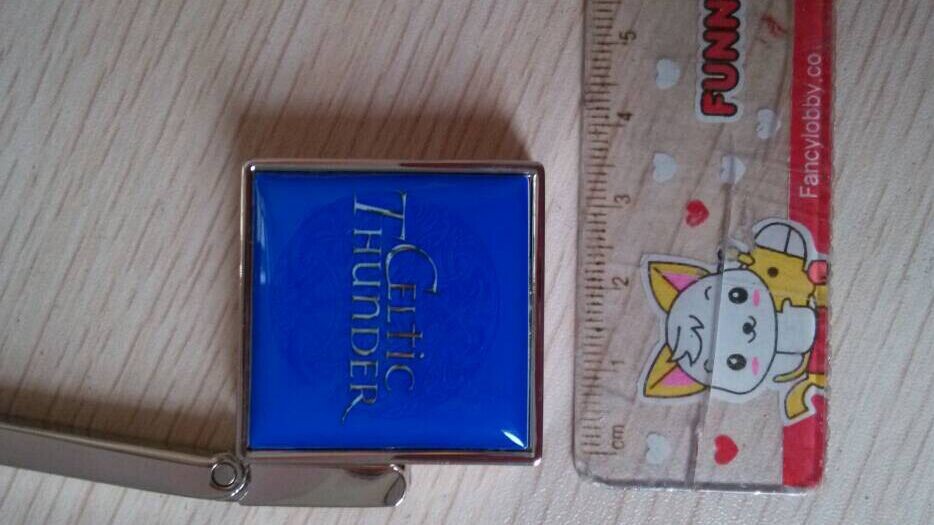 CELTIC
THUNDER
cm 1 2 3 4 5
FUNN
Fancylobby.co